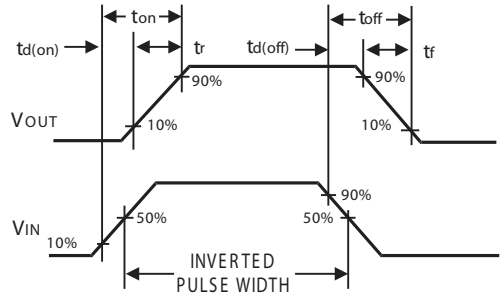 ton
toff
td(on)
tr
td(off)
tf
90%
90%
VOUT
10%
10%
90%
50%
50%
VIN
10%
INVERTED
PULSE WIDTH